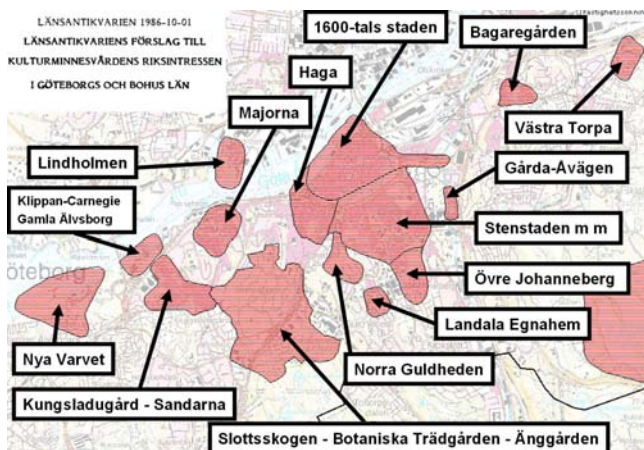 LÄNSANTIKVARIEN 1986-10-01
LÄNSANTIKVARIENS FÖRSLAG TILL
KULTURMINNESVÅRDENS RIKSINTRESSEN
I GÖTEBORGS OCH BOHUS LÄN
1600-tals staden
Bagaregården
Haga
Majorna
Västra Torpa
Lindholmen
Gårda-Åvägen
Klippan-Carnegie
Gamla Älvsborg
Stenstaden m m
Göteborg
Övre Johanneberg
Landala Egnahem
Nya Varvet
Norra Guldheden
Kungsladugård - Sandarna
Slottsskogen - Botaniska Trädgården - Änggården